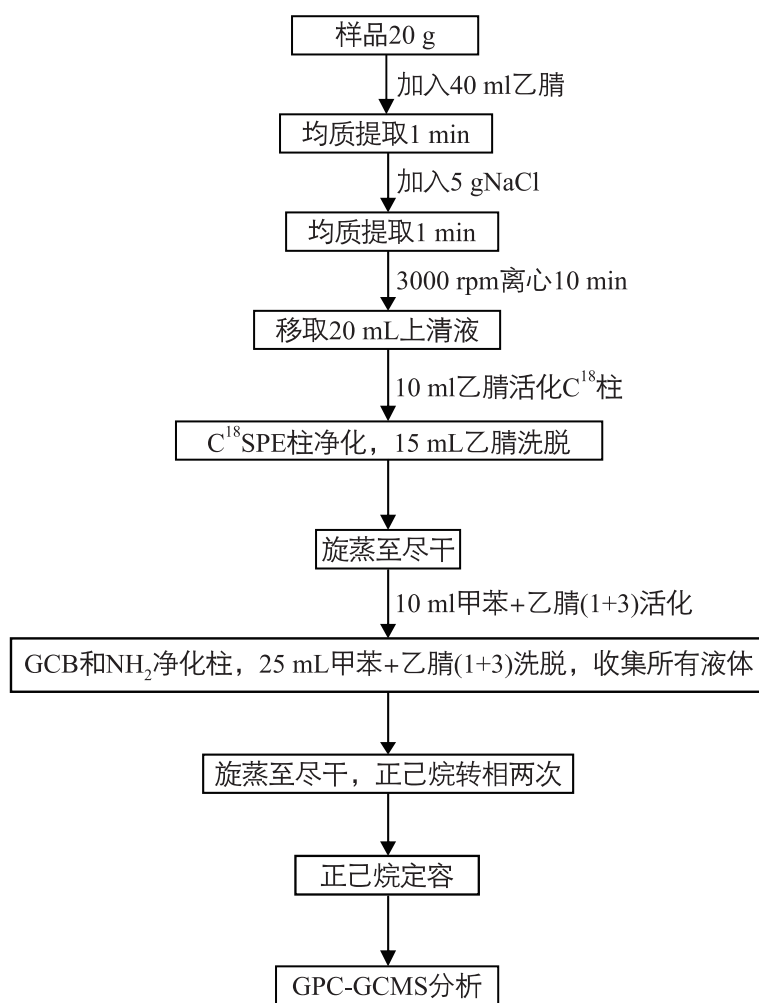 样品20 g
加入40 ml乙腈
均质提取1 min
加入5 gNaCl
均质提取1 min
3000 rpm离心10 min
移取20 mL上清液
10 ml乙腈活化C¹⁸柱
C¹⁸SPE柱净化，15 mL乙腈洗脱
旋蒸至尽干
10 ml甲苯+乙腈(1+3)活化
GCB和NH₂净化柱，25 mL甲苯+乙腈(1+3)洗脱，收集所有液体
旋蒸至尽干，正己烷转相两次
正己烷定容
GPC-GCMS分析